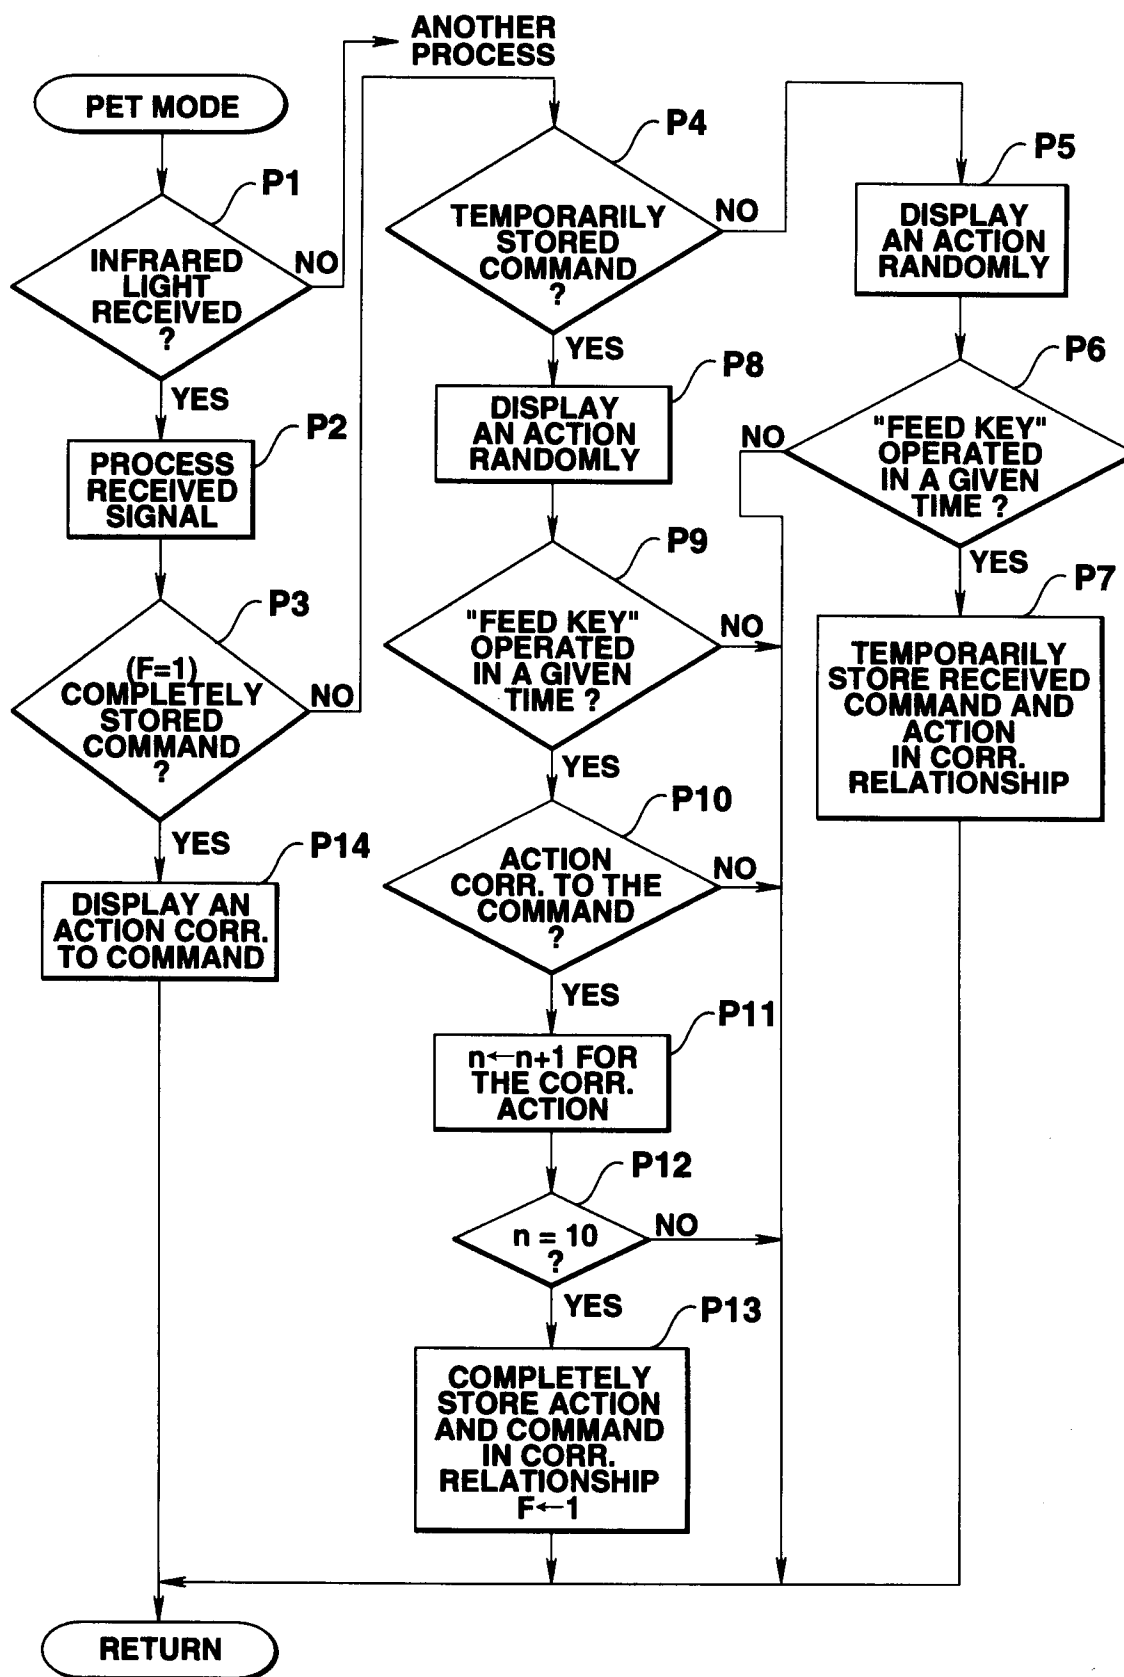 ANOTHER
PROCESS
PET MODE
P1
INFRARED
LIGHT
RECEIVED
?
NO
YES
P2
PROCESS
RECEIVED
SIGNAL
P3
(F=1)
COMPLETELY
STORED
COMMAND
?
NO
YES
P14
DISPLAY AN
ACTION CORR.
TO COMMAND
RETURN
P4
TEMPORARILY
STORED
COMMAND
?
NO
YES
P8
DISPLAY
AN ACTION
RANDOMLY
P9
"FEED KEY"
OPERATED
IN A GIVEN
TIME ?
NO
YES
P10
ACTION
CORR. TO THE
COMMAND
?
NO
YES
P11
n←n+1 FOR
THE CORR.
ACTION
P12
n = 10
?
NO
YES
P13
COMPLETELY
STORE ACTION
AND COMMAND
IN CORR.
RELATIONSHIP
F←1
P5
DISPLAY
AN ACTION
RANDOMLY
P6
"FEED KEY"
OPERATED
IN A GIVEN
TIME ?
NO
YES
P7
TEMPORARILY
STORE RECEIVED
COMMAND AND
ACTION
IN CORR.
RELATIONSHIP